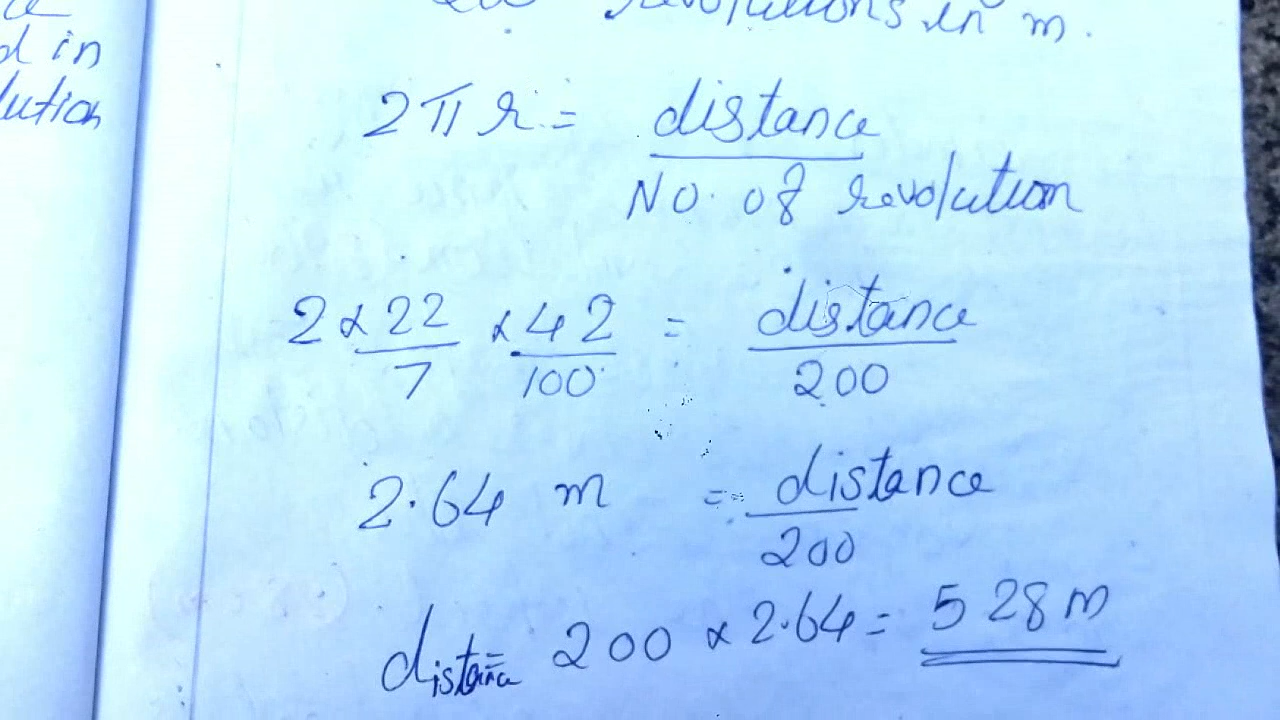 d in
lution
revolutions in m.
2πr = distance
No. of revolution
2 × 22 × 42 = distance
7 100 200
2.64 m = distance
200
distance = 200 × 2.64 = 528 m